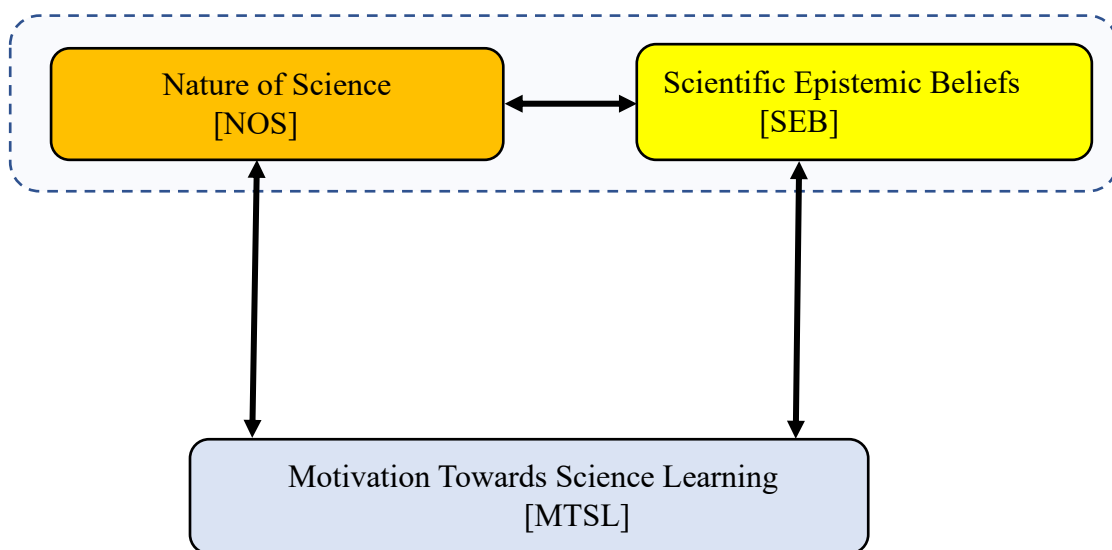 Nature of Science
[NOS]
Scientific Epistemic Beliefs
[SEB]
Motivation Towards Science Learning
[MTSL]